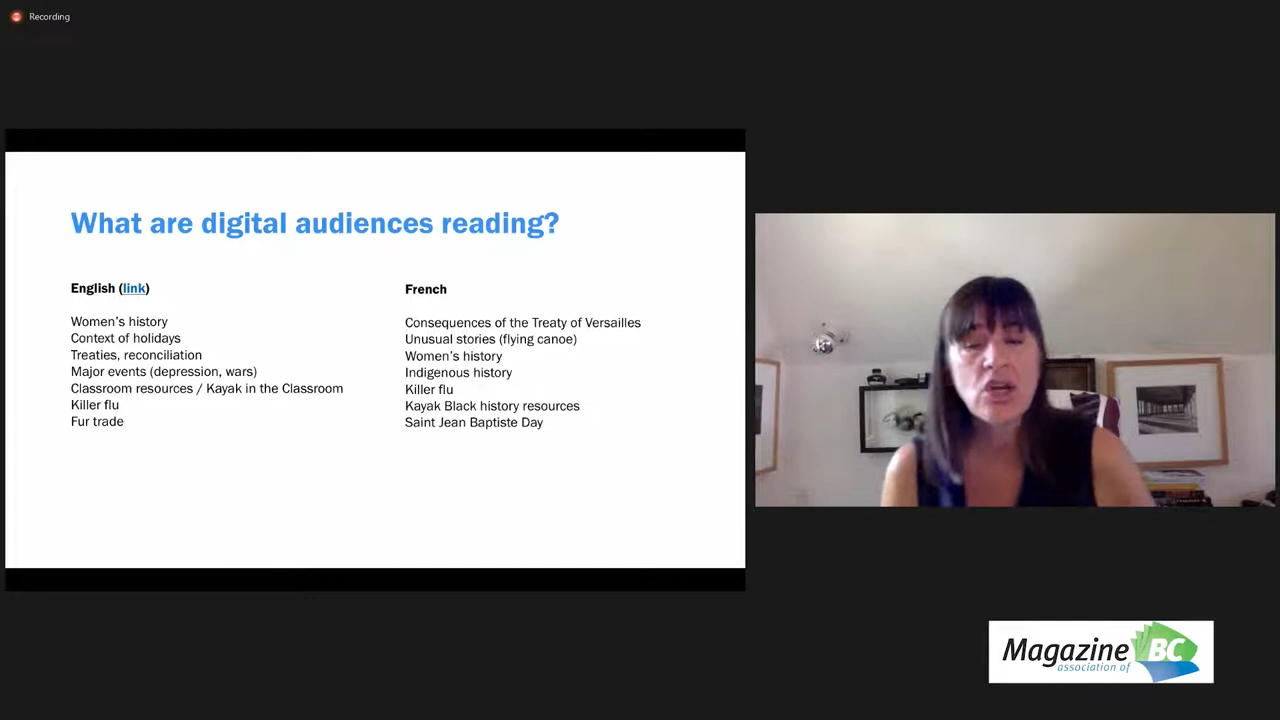 Recording
What are digital audiences reading?
English (link)
Women's history
Context of holidays
Treaties, reconciliation
Major events (depression, wars)
Classroom resources / Kayak in the Classroom
Killer flu
Fur trade
French
Consequences of the Treaty of Versailles
Unusual stories (flying canoe)
Women's history
Indigenous history
Killer flu
Kayak Black history resources
Saint Jean Baptiste Day
Magazine BC
association of